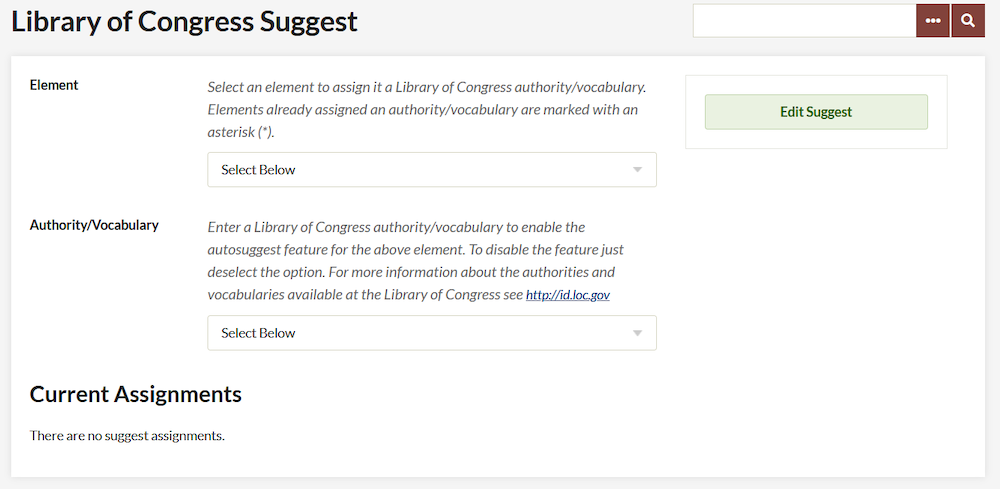 Library of Congress Suggest
Element
Select an element to assign it a Library of Congress authority/vocabulary.
Elements already assigned an authority/vocabulary are marked with an
asterisk (*).
Select Below
Edit Suggest
Authority/Vocabulary
Enter a Library of Congress authority/vocabulary to enable the
autosuggest feature for the above element. To disable the feature just
deselect the option. For more information about the authorities and
vocabularies available at the Library of Congress see http://id.loc.gov
Select Below
Current Assignments
There are no suggest assignments.